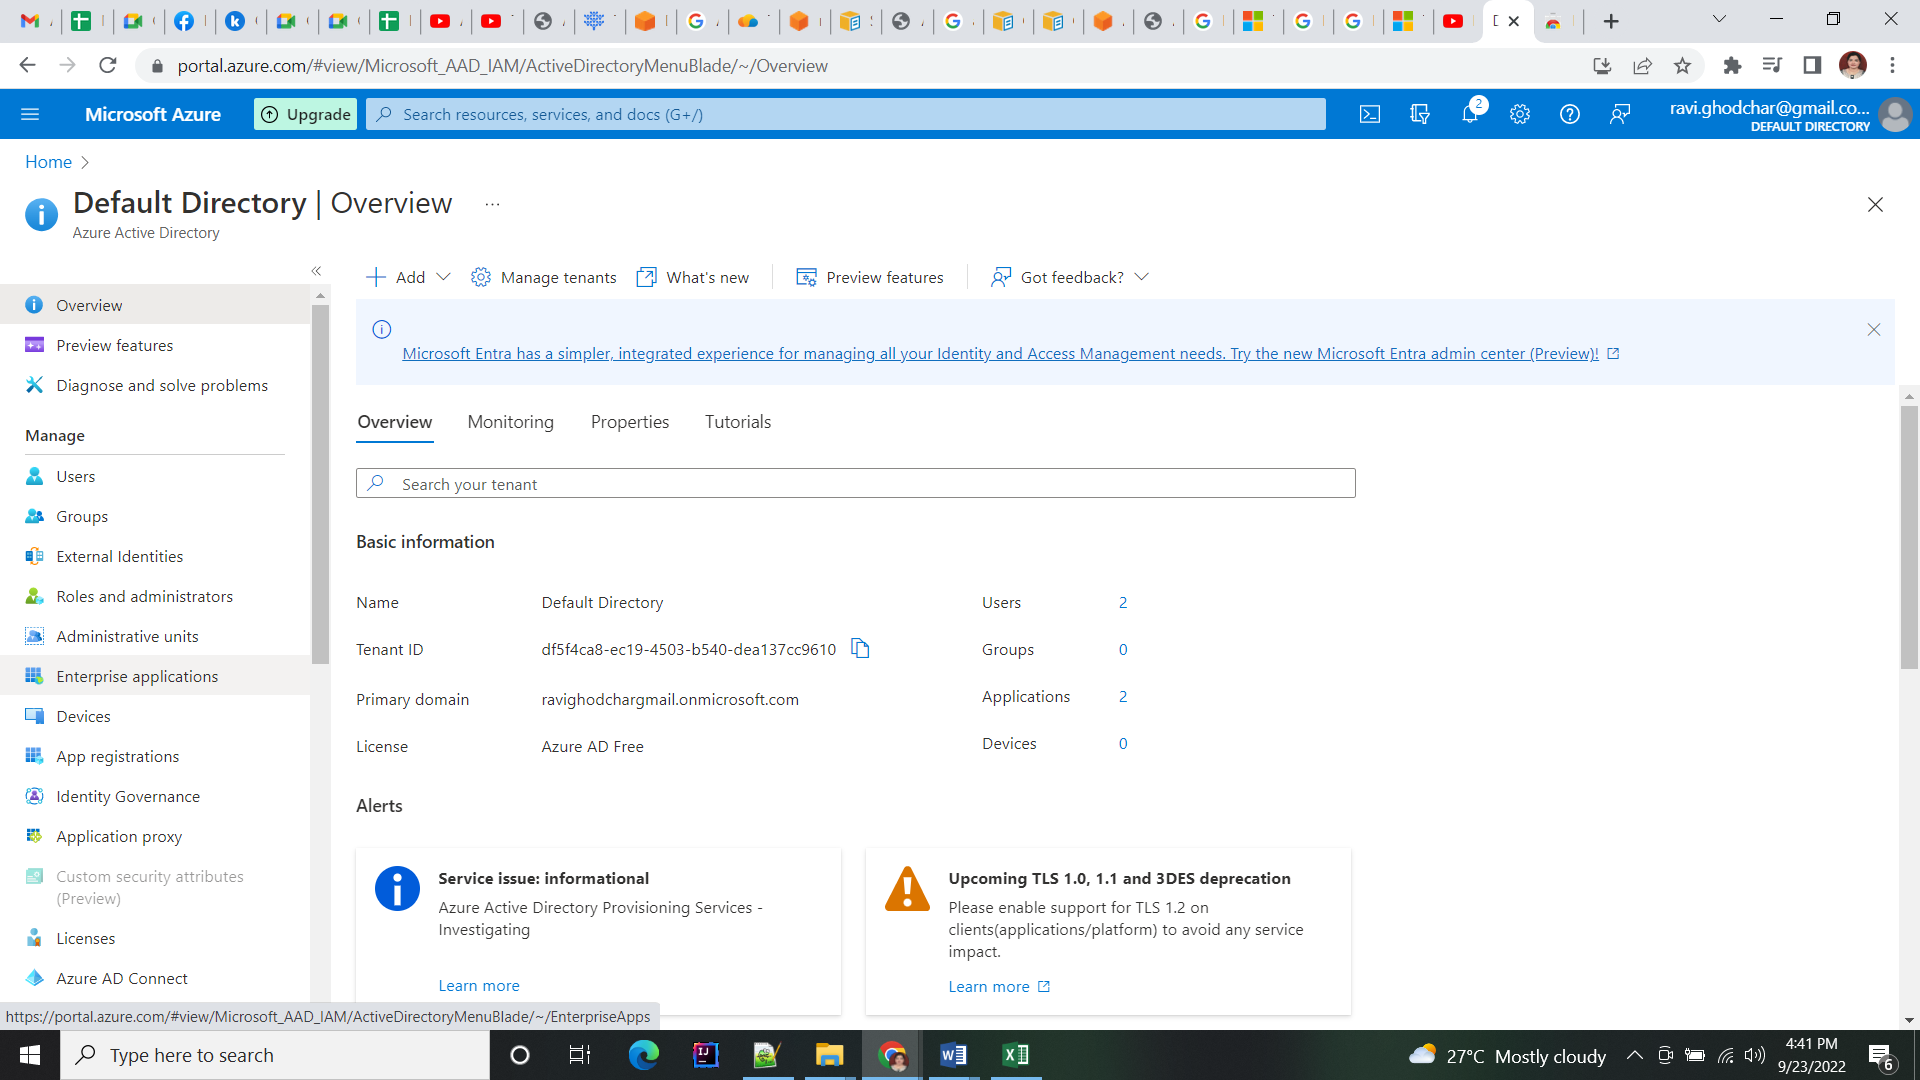 portal.azure.com/#view/Microsoft_AAD_IAM/ActiveDirectoryMenuBlade/~/Overview
Microsoft Azure
Upgrade
Search resources, services, and docs (G+/)
2
ravi.ghodchar@gmail.co...
DEFAULT DIRECTORY
Home
Default Directory | Overview
...
Azure Active Directory
Add
Manage tenants
What's new
Preview features
Got feedback?
Microsoft Entra has a simpler, integrated experience for managing all your Identity and Access Management needs. Try the new Microsoft Entra admin center (Preview)!
Overview
Preview features
Diagnose and solve problems
Manage
Users
Groups
External Identities
Roles and administrators
Administrative units
Enterprise applications
Devices
App registrations
Identity Governance
Application proxy
Custom security attributes
(Preview)
Licenses
Azure AD Connect
Overview
Monitoring
Properties
Tutorials
Search your tenant
Basic information
Name
Default Directory
Users
2
Tenant ID
df5f4ca8-ec19-4503-b540-dea137cc9610
Groups
0
Primary domain
ravighodchargmail.onmicrosoft.com
Applications
2
License
Azure AD Free
Devices
0
Alerts
Service issue: informational
Azure Active Directory Provisioning Services -
Investigating
Learn more
Upcoming TLS 1.0, 1.1 and 3DES deprecation
Please enable support for TLS 1.2 on
clients(applications/platform) to avoid any service
impact.
Learn more
https://portal.azure.com/#view/Microsoft_AAD_IAM/ActiveDirectoryMenuBlade/~/EnterpriseApps
Type here to search
27°C Mostly cloudy
4:41 PM
9/23/2022
6